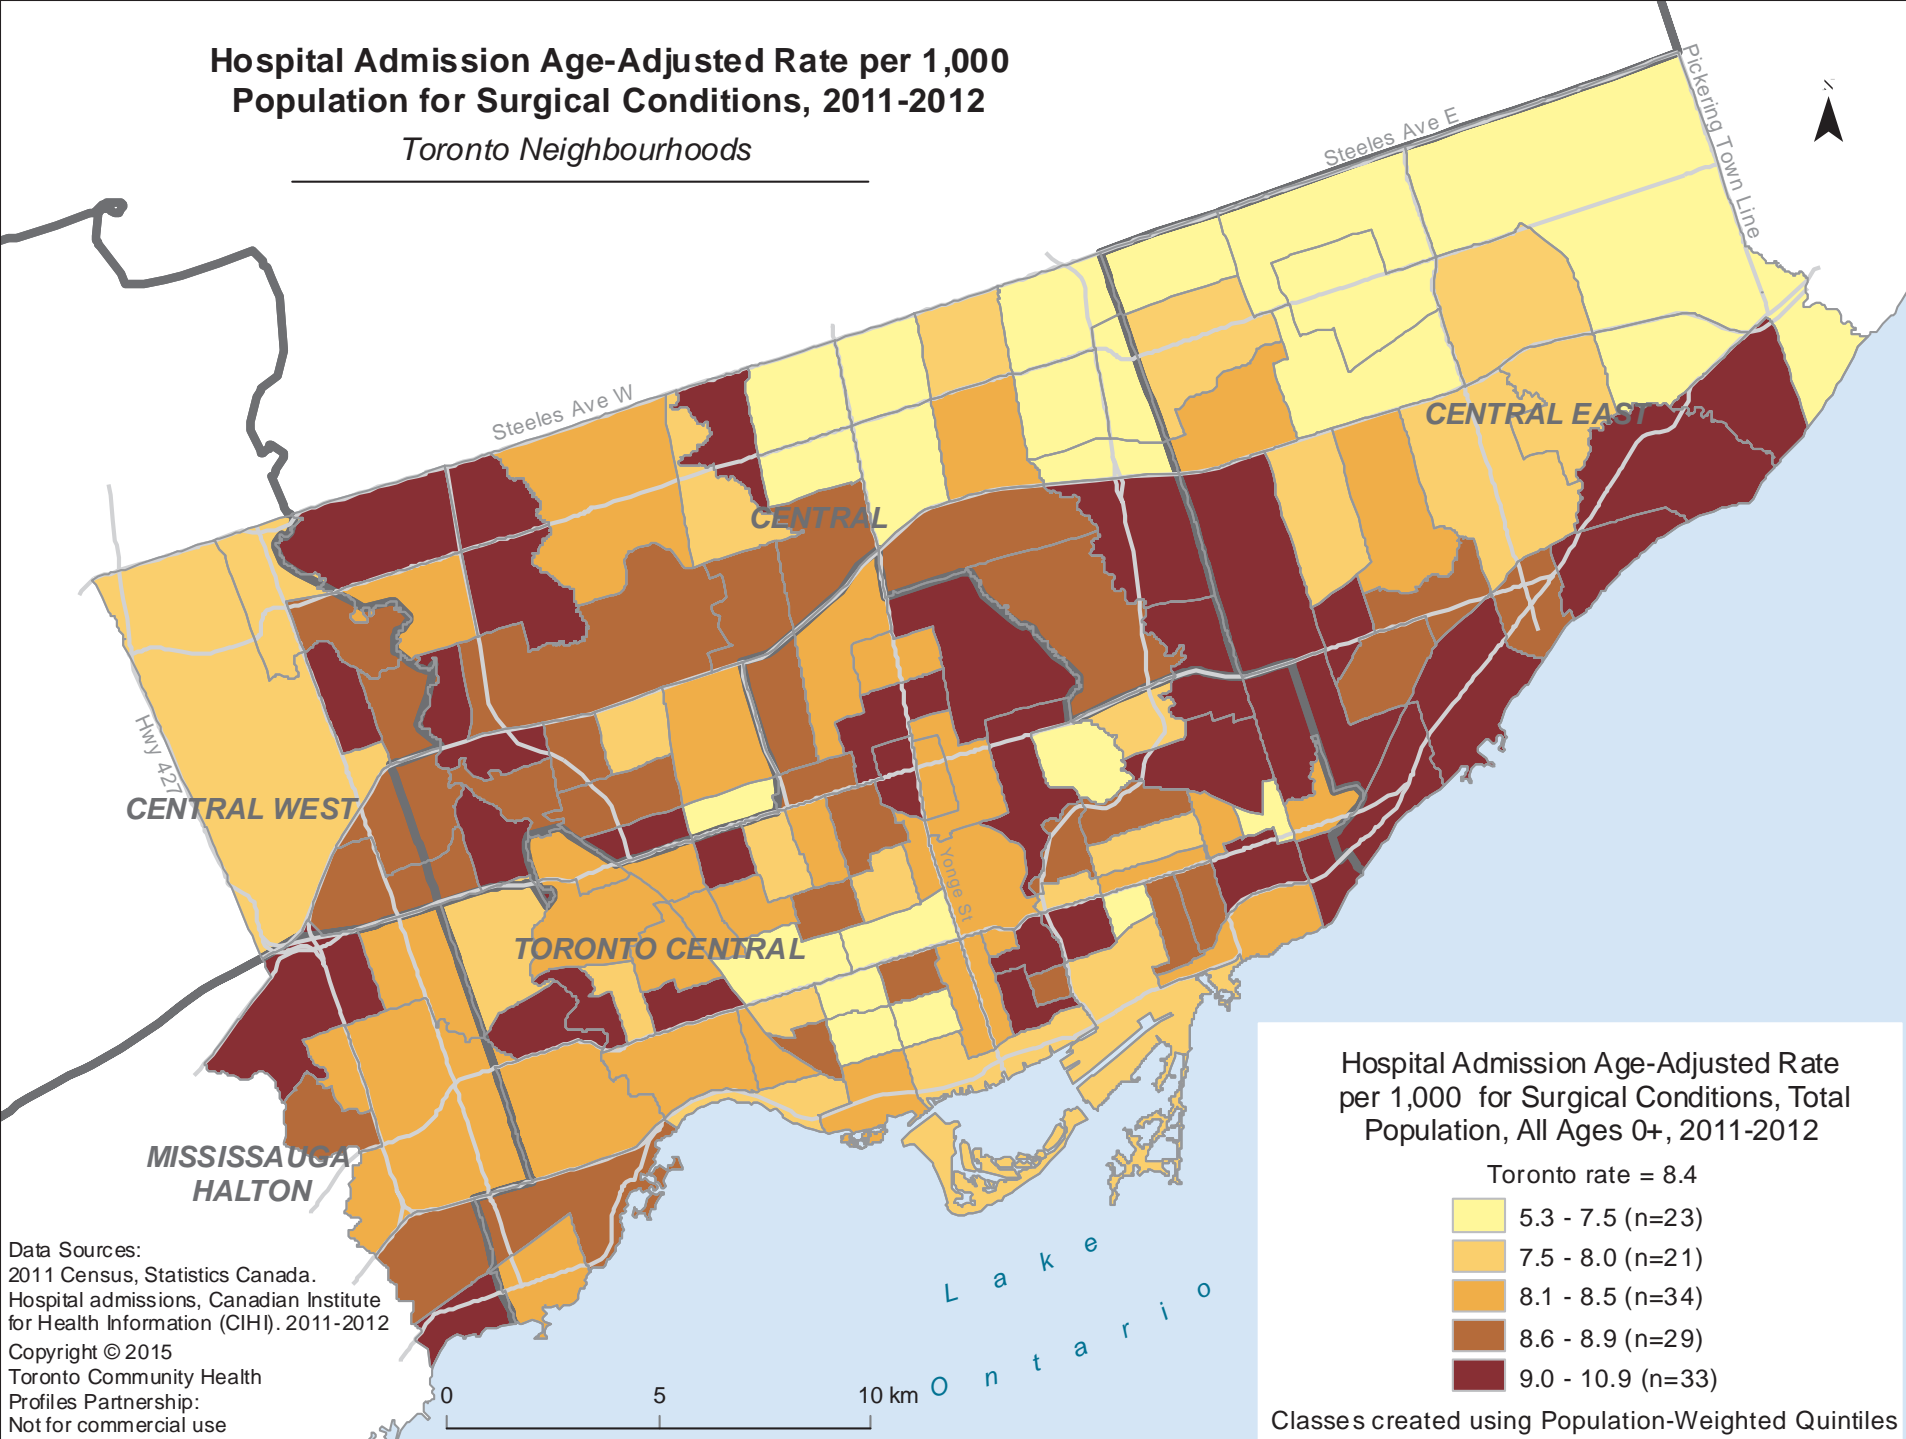 Hospital Admission Age-Adjusted Rate per 1,000
Population for Surgical Conditions, 2011-2012
Toronto Neighbourhoods
N
Pickering Town Line
Steeles Ave E
Steeles Ave W
CENTRAL EAST
CENTRAL
Hwy 427
CENTRAL WEST
Yonge St
TORONTO CENTRAL
MISSISSAUGA
HALTON
Lake
Ontario
Hospital Admission Age-Adjusted Rate
per 1,000 for Surgical Conditions, Total
Population, All Ages 0+, 2011-2012
Toronto rate = 8.4
5.3 - 7.5 (n=23)
7.5 - 8.0 (n=21)
8.1 - 8.5 (n=34)
8.6 - 8.9 (n=29)
9.0 - 10.9 (n=33)
Classes created using Population-Weighted Quintiles
Data Sources:
2011 Census, Statistics Canada.
Hospital admissions, Canadian Institute
for Health Information (CIHI). 2011-2012
Copyright © 2015
Toronto Community Health
Profiles Partnership:
Not for commercial use
0 5 10 km